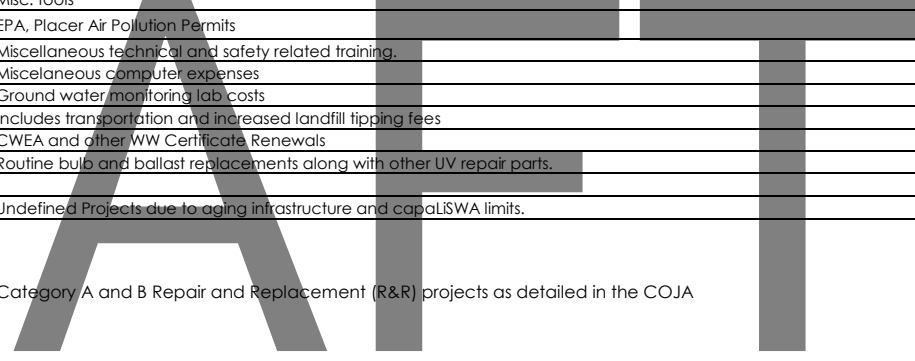 Misc. Tools
EPA, Placer Air Pollution Permits
Miscellaneous technical and safety related training.
Miscelaneous computer expenses
Ground water monitoring lab costs
Includes transportation and increased landfill tipping fees
CWEA and other WW Certificate Renewals
Routine bulb and ballast replacements along with other UV repair parts.
Undefined Projects due to aging infrastructure and capaLiSWA limits.
Category A and B Repair and Replacement (R&R) projects as detailed in the COJA
AFT